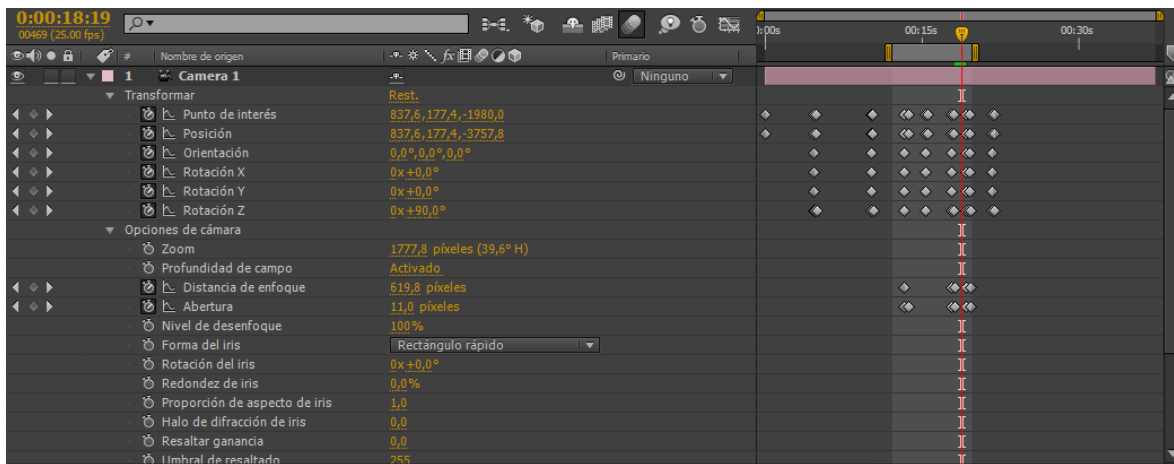 0:00:18:19
00469 (25.00 fps)
):00s 00:15s 00:30s
# Nombre de origen fx Primario
1 Camera 1 Ninguno
Transformar Rest.
Punto de interés 837,6,177,4,-1980,0
Posición 837,6,177,4,-3757,8
Orientación 0,0°,0,0°,0,0°
Rotación X 0x+0,0°
Rotación Y 0x+0,0°
Rotación Z 0x+90,0°
Opciones de cámara
Zoom 1777,8 píxeles (39,6° H)
Profundidad de campo Activado
Distancia de enfoque 619,8 píxeles
Abertura 11,0 píxeles
Nivel de desenfoque 100%
Forma del iris Rectángulo rápido
Rotación del iris 0x+0,0°
Redondez de iris 0,0%
Proporción de aspecto de iris 1,0
Halo de difracción de iris 0,0
Resaltar ganancia 0,0
Umbral de resaltado 255